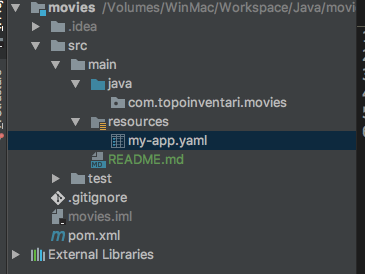 movies /Volumes/WinMac/Workspace/Java/movi
.idea
src
main
java
com.topoinventari.movies
resources
my-app.yaml
README.md
test
.gitignore
movies.iml
pom.xml
External Libraries